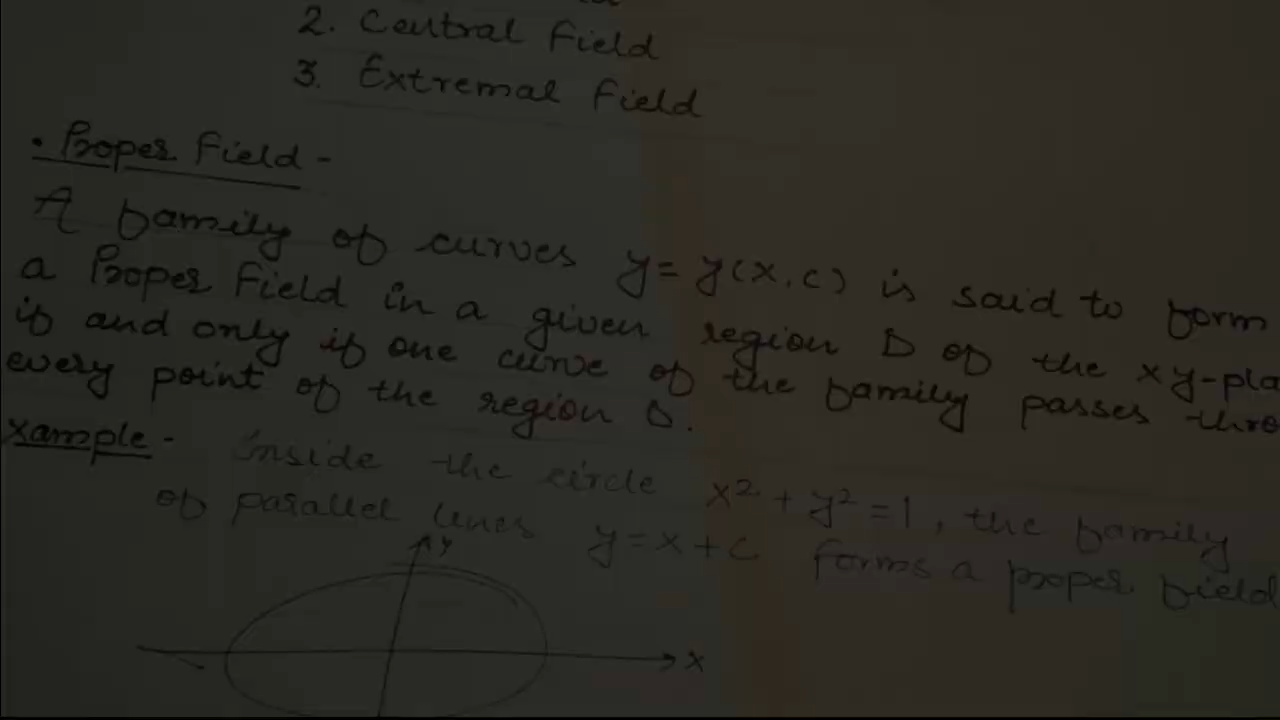 2. Central Field
3. Extremal Field
• Proper Field -
A family of curves y = y(x, c) is said to form
a Proper Field in a given region D of the xy-pla
if and only if one curve of the family passes thro
every point of the region D.
xample - Inside the circle x² + y² = 1, the family
of parallel lines y = x + c forms a proper field
y
x